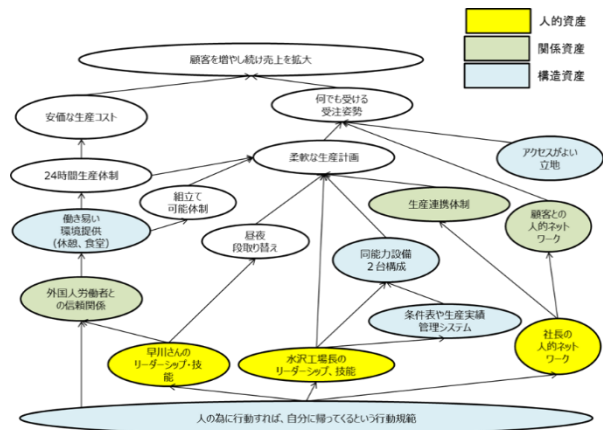 人的資産
関係資産
構造資産
顧客を増やし続け売上を拡大
安価な生産コスト
何でも受ける
受注姿勢
アクセスがよい
立地
24時間生産体制
柔軟な生産計画
組立て
可能体制
生産連携体制
働き易い
環境提供
(休憩、食堂)
昼夜
段取り替え
顧客との
人的ネット
ワーク
同能力設備
2台構成
外国人労働者と
の信頼関係
条件表や生産実績
管理システム
早川さんの
リーダーシップ・技
能
水沢工場長の
リーダーシップ、技能
社長の
人的ネット
ワーク
人の為に行動すれば、自分に帰ってくるという行動規範